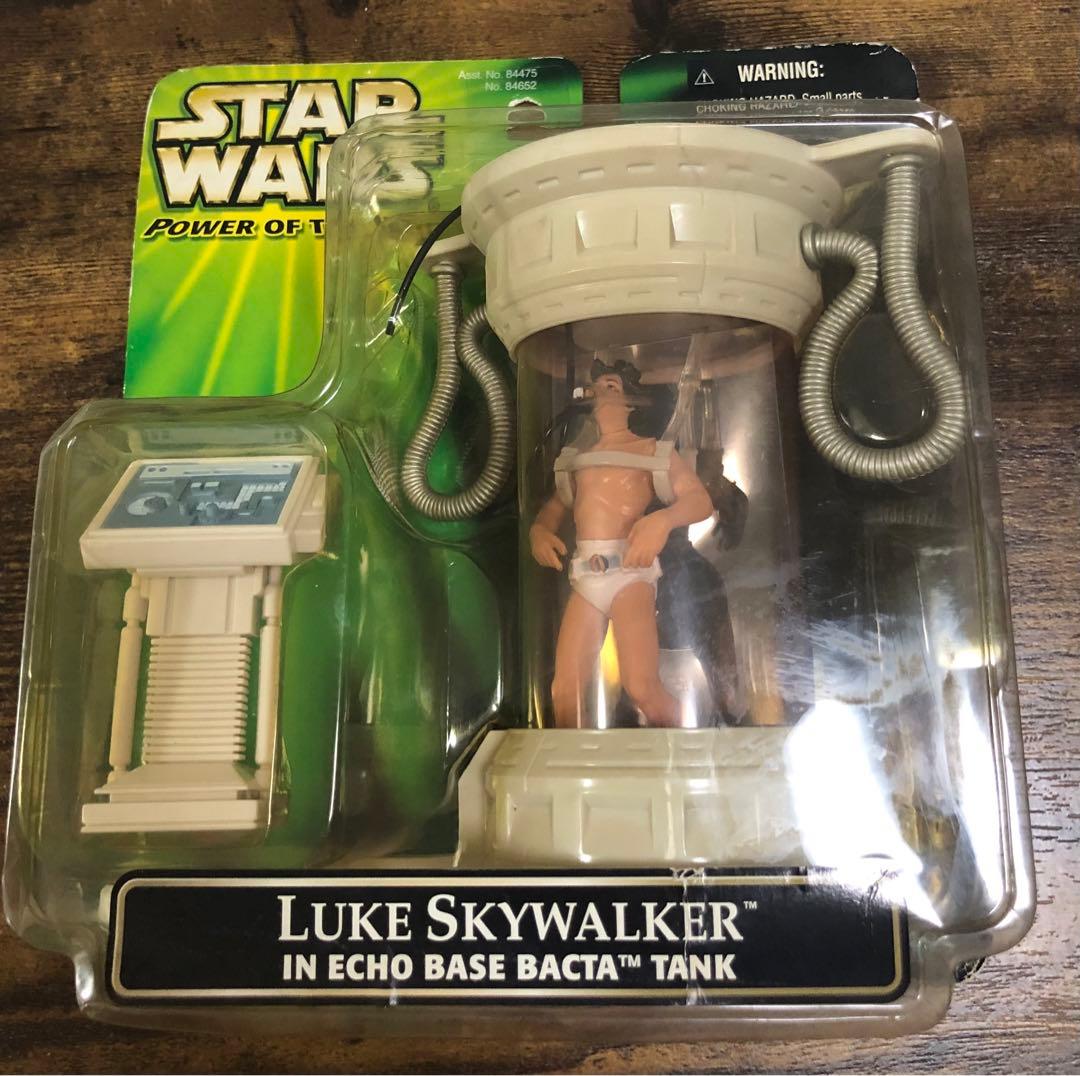 STAR
WARS
POWER OF T
Asst. No. 84475
No. 84652
WARNING:
CHOKING HAZARD- Small parts
LUKE SKYWALKER™
IN ECHO BASE BACTA™ TANK